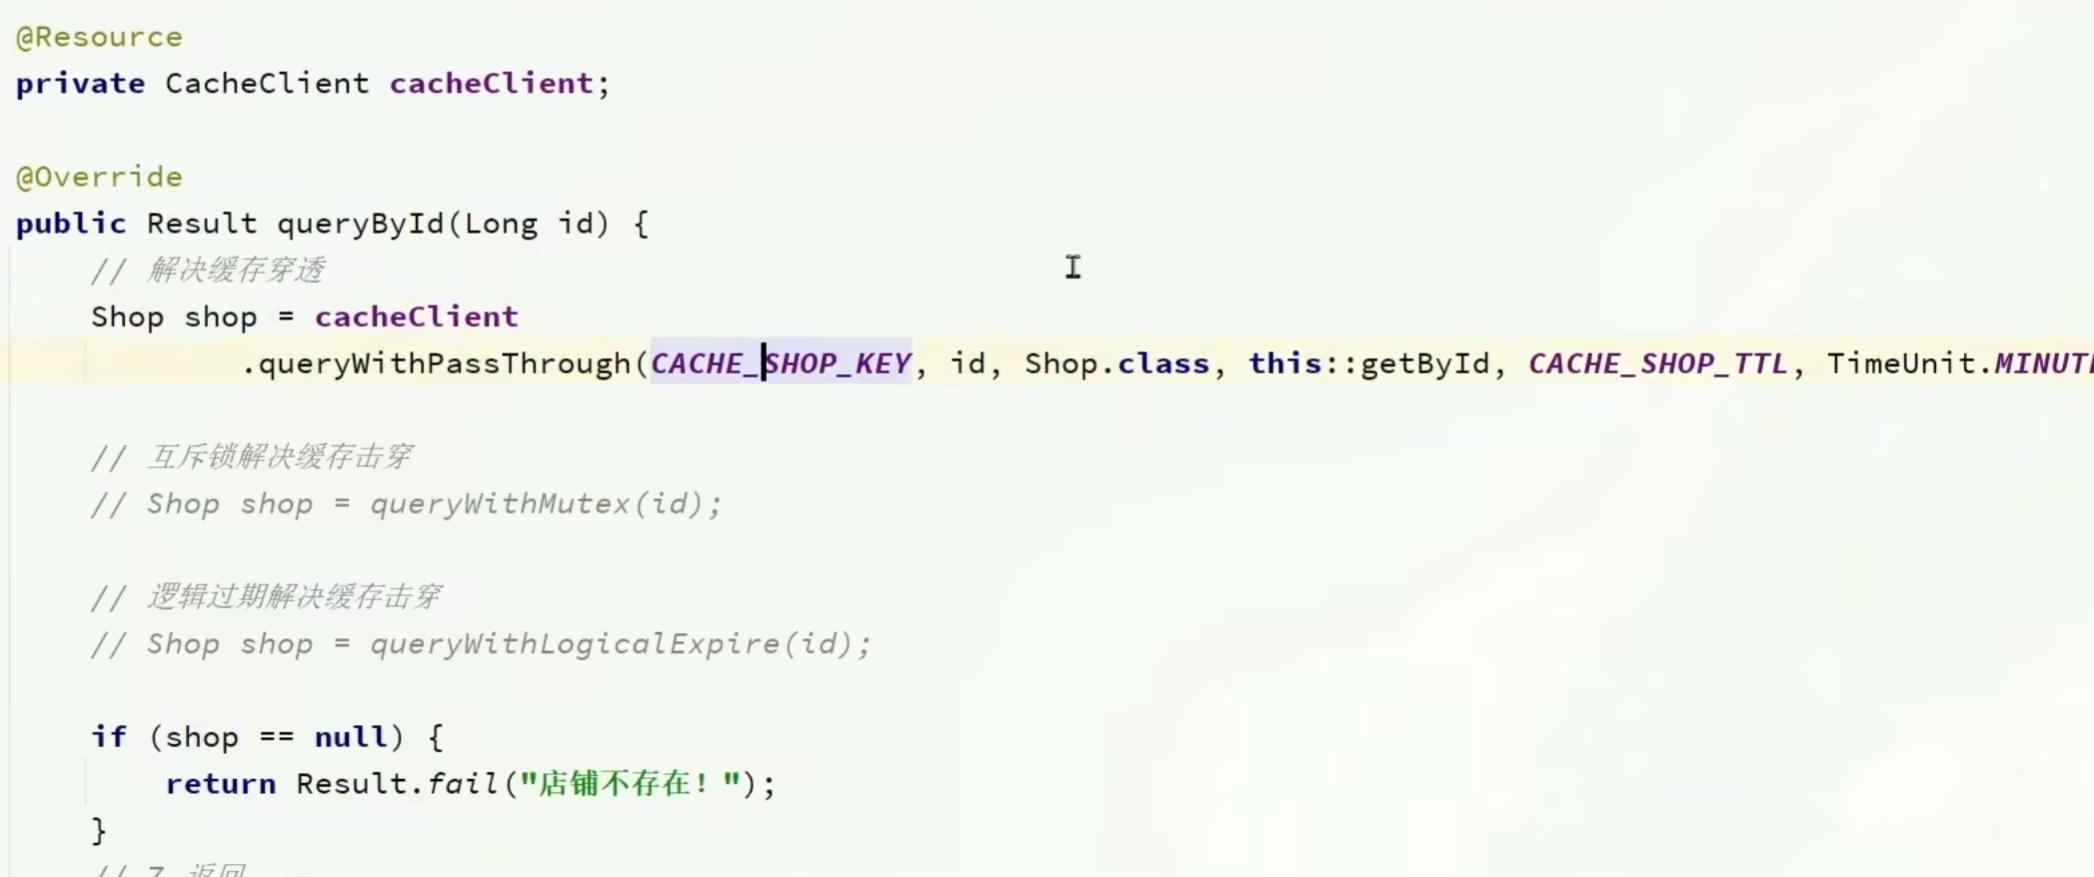 @Resource
private CacheClient cacheClient;
@Override
public Result queryById(Long id) {
// 解决缓存穿透
Shop shop = cacheClient
.queryWithPassThrough(CACHE_SHOP_KEY, id, Shop.class, this::getById, CACHE_SHOP_TTL, TimeUnit.MINUT
// 互斥锁解决缓存击穿
// Shop shop = queryWithMutex(id);
// 逻辑过期解决缓存击穿
// Shop shop = queryWithLogicalExpire(id);
if (shop == null) {
return Result.fail("店铺不存在！");
}
// 7.返回